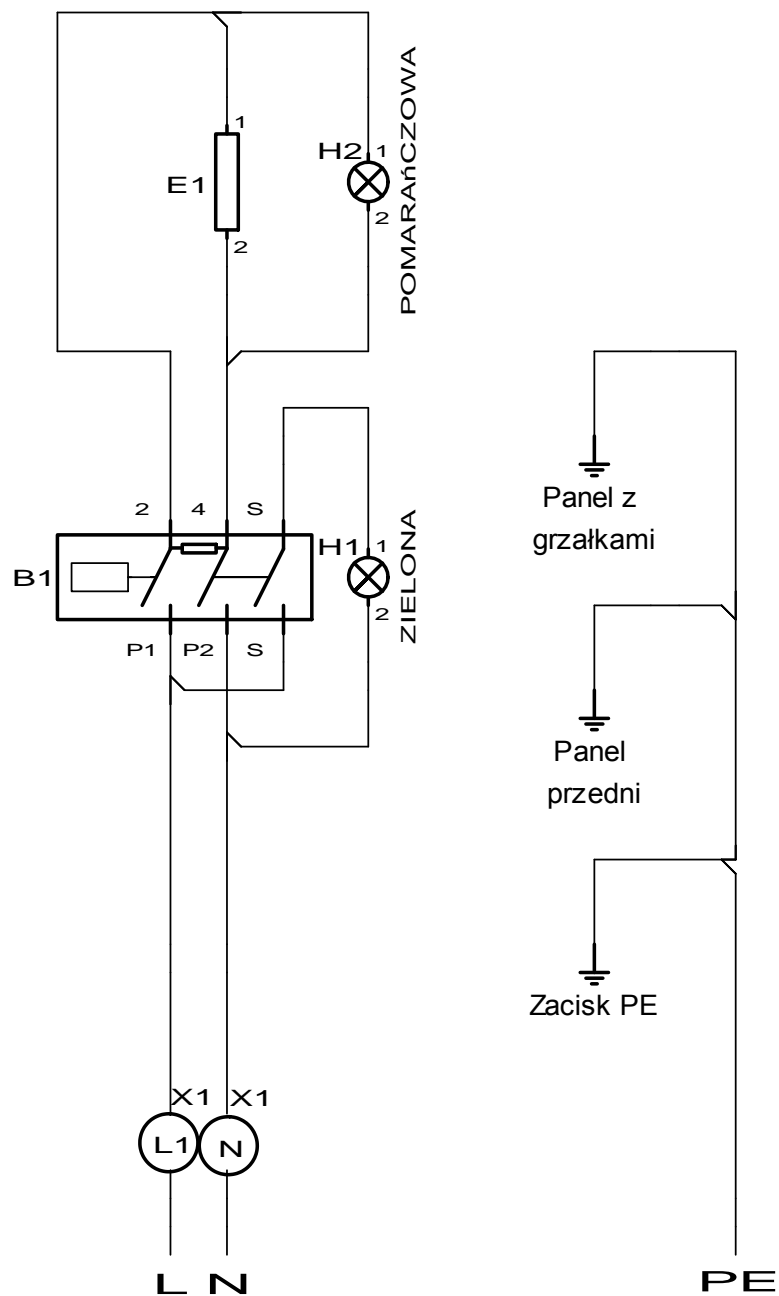 1
E1
2
H2
1
2
POMARAńCZOWA
2 4 S
B1
P1 P2 S
H1
1
2
ZIELONA
Panel z
grzałkami
Panel
przedni
Zacisk PE
X1 X1
L1 N
L N
PE